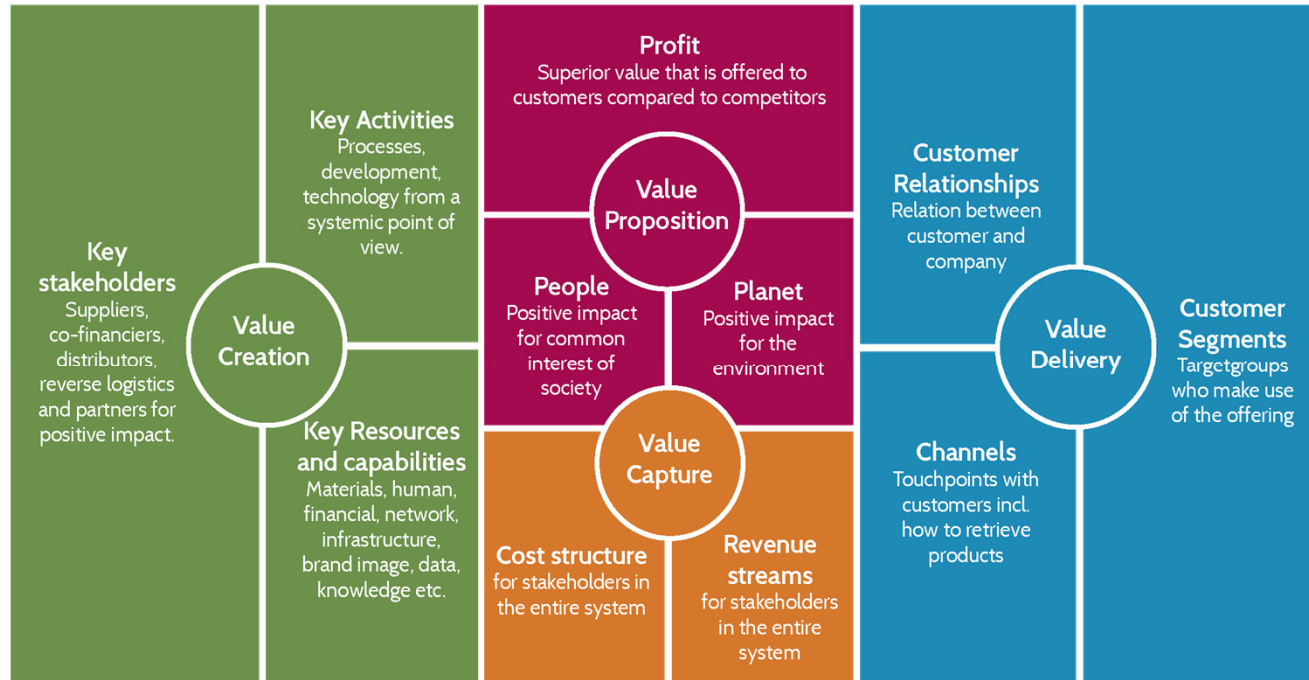 Key
stakeholders
Suppliers,
co-financiers,
distributors,
reverse logistics
and partners for
positive impact.
Value
Creation
Key Activities
Processes,
development,
technology from a
systemic point of
view.
Key Resources
and capabilities
Materials, human,
financial, network,
infrastructure,
brand image, data,
knowledge etc.
Profit
Superior value that is offered to
customers compared to competitors
Value
Proposition
People
Positive impact
for common
interest of
society
Planet
Positive impact
for the
environment
Value
Capture
Cost structure
for stakeholders in
the entire system
Revenue
streams
for stakeholders
in the entire
system
Customer
Relationships
Relation between
customer and
company
Value
Delivery
Channels
Touchpoints with
customers incl.
how to retrieve
products
Customer
Segments
Targetgroups
who make use
of the offering